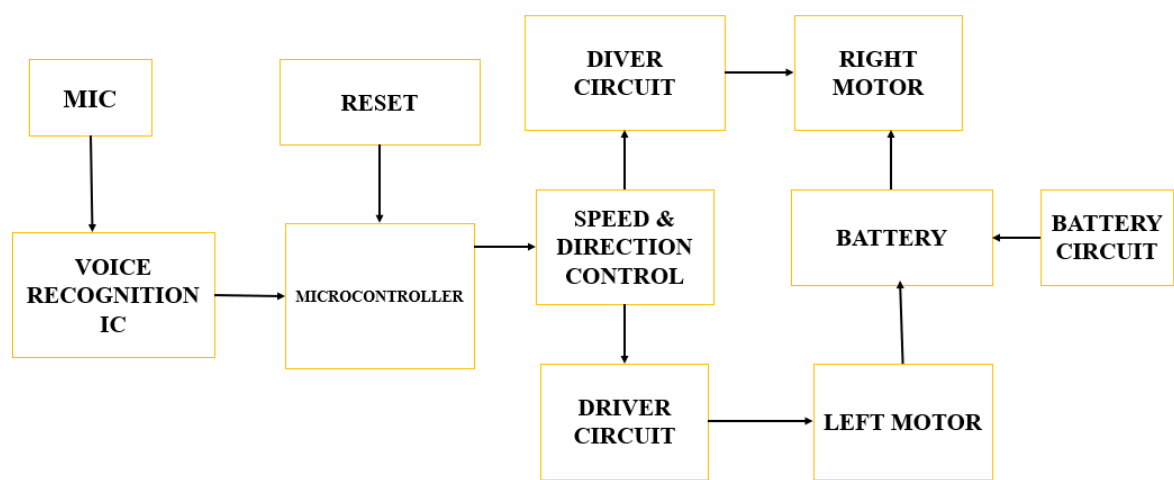 MIC
VOICE
RECOGNITION
IC
RESET
MICROCONTROLLER
SPEED &
DIRECTION
CONTROL
DIVER
CIRCUIT
RIGHT
MOTOR
DRIVER
CIRCUIT
LEFT MOTOR
BATTERY
BATTERY
CIRCUIT